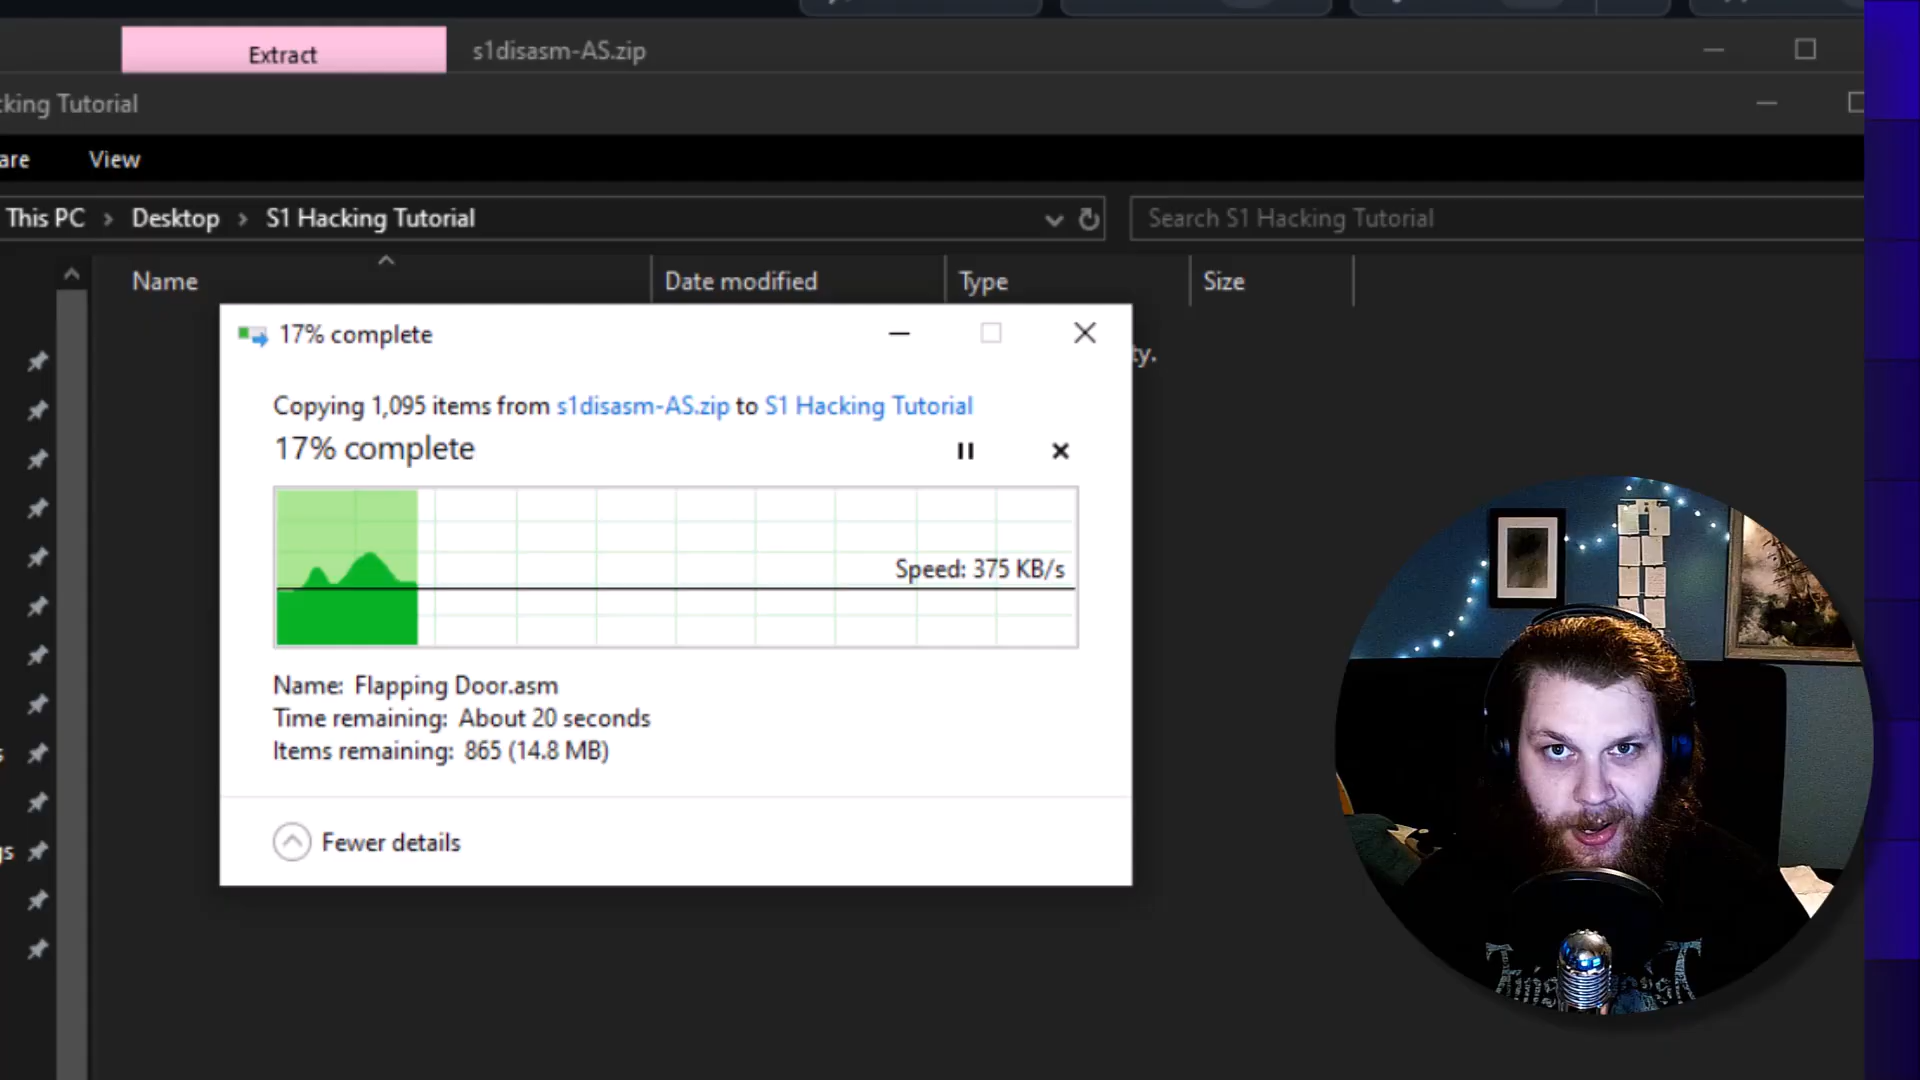 Extract
s1disasm-AS.zip
cking Tutorial
are
View
This PC > Desktop > S1 Hacking Tutorial
Search S1 Hacking Tutorial
Name
Date modified
Type
Size
17% complete
ty.
Copying 1,095 items from s1disasm-AS.zip to S1 Hacking Tutorial
17% complete
Speed: 375 KB/s
Name: Flapping Door.asm
Time remaining: About 20 seconds
Items remaining: 865 (14.8 MB)
s
gs
Fewer details